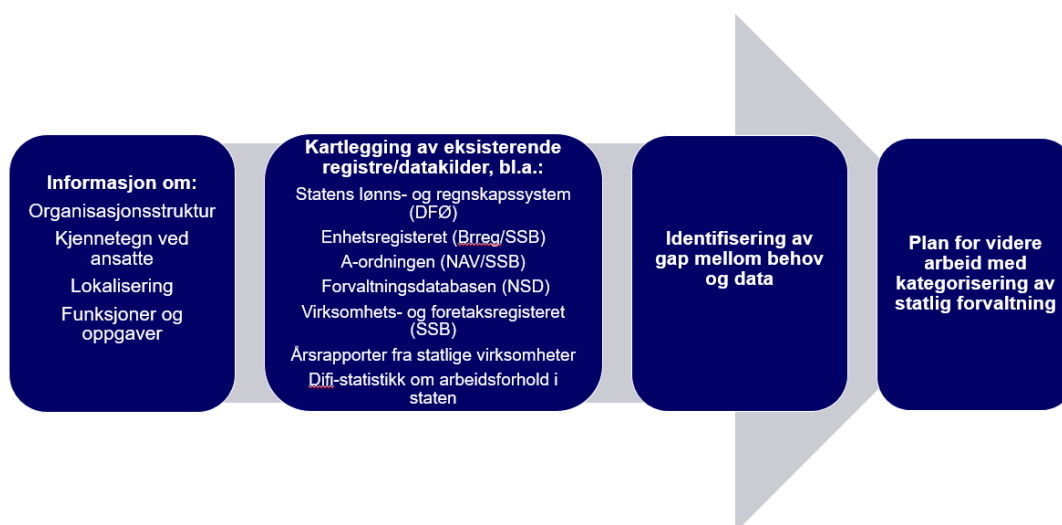 Informasjon om:
Organisasjonsstruktur
Kjennetegn ved
ansatte
Lokalisering
Funksjoner og
oppgaver
Kartlegging av eksisterende
registre/datakilder, bl.a.:
Statens lønns- og regnskapssystem
(DFØ)
Enhetsregisteret (Brreg/SSB)
A-ordningen (NAV/SSB)
Forvaltningsdatabasen (NSD)
Virksomhets- og foretaksregisteret
(SSB)
Årsrapporter fra statlige virksomheter
Difi-statistikk om arbeidsforhold i
staten
Identifisering av
gap mellom behov
og data
Plan for videre
arbeid med
kategorisering av
statlig forvaltning